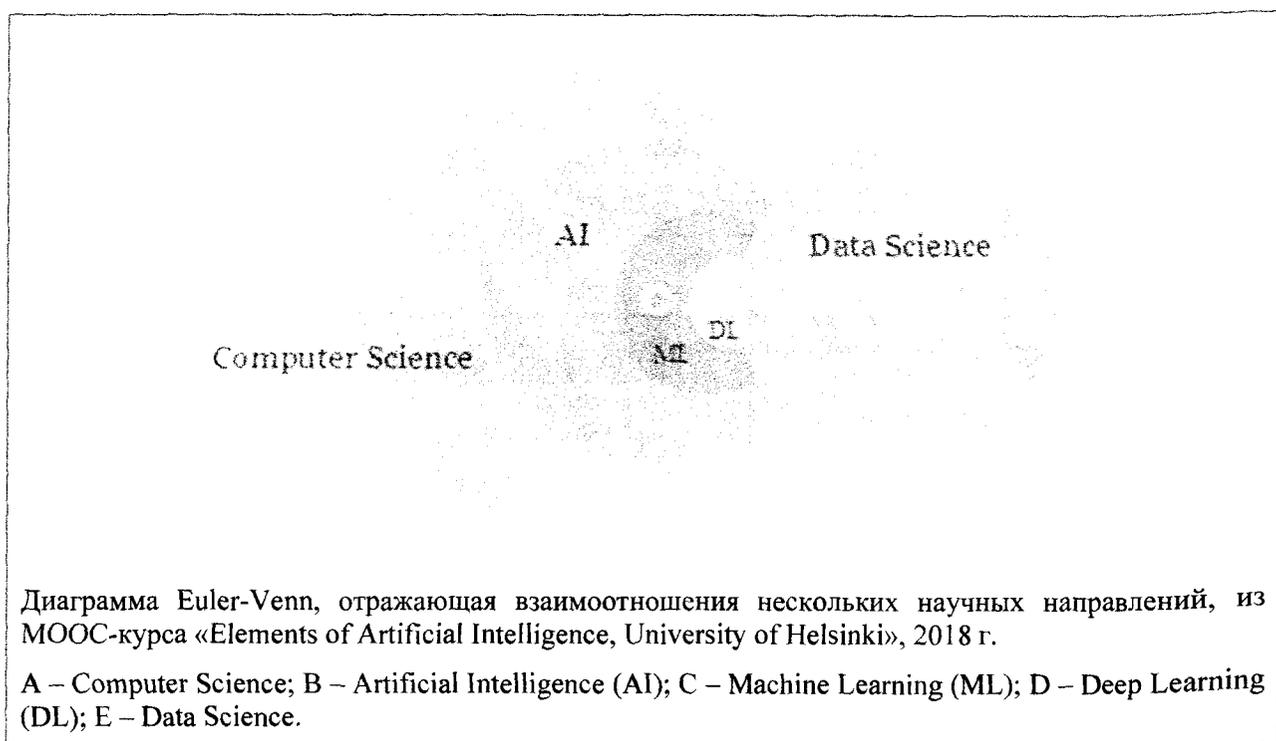 AI
Data Science
DL
Computer Science
ML
Диаграмма Euler-Venn, отражающая взаимоотношения нескольких научных направлений, из
МООС-курса «Elements of Artificial Intelligence, University of Helsinki», 2018 г.
A – Computer Science; B – Artificial Intelligence (AI); C – Machine Learning (ML); D – Deep Learning
(DL); E – Data Science.